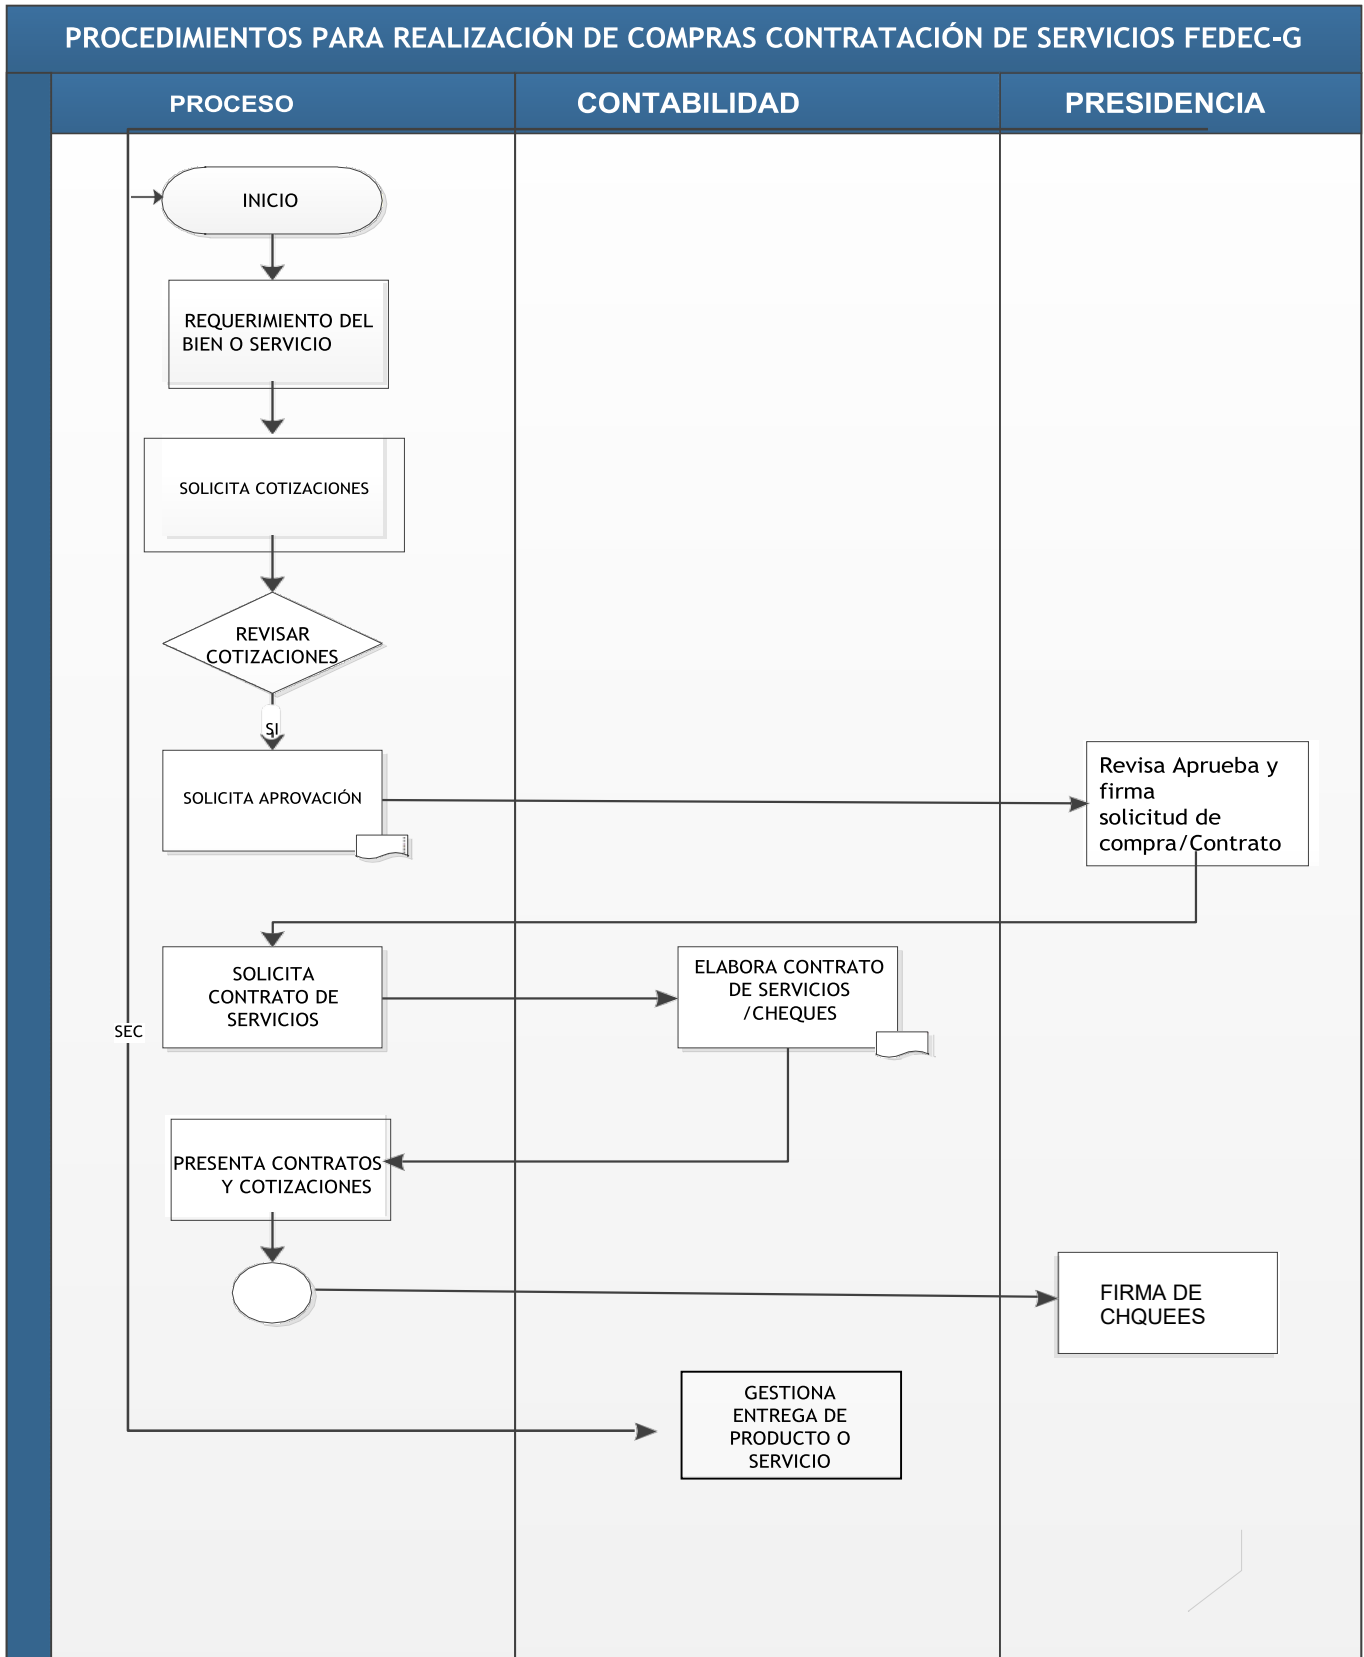 PROCEDIMIENTOS PARA REALIZACIÓN DE COMPRAS CONTRATACIÓN DE SERVICIOS FEDEC-G
PROCESO
CONTABILIDAD
PRESIDENCIA
INICIO
REQUERIMIENTO DEL
BIEN O SERVICIO
SOLICITA COTIZACIONES
REVISAR
COTIZACIONES
SI
SOLICITA APROVACIÓN
Revisa Aprueba y
firma
solicitud de
compra/Contrato
SOLICITA
CONTRATO DE
SERVICIOS
ELABORA CONTRATO
DE SERVICIOS
/CHEQUES
SEC
PRESENTA CONTRATOS
Y COTIZACIONES
FIRMA DE
CHQUEES
GESTIONA
ENTREGA DE
PRODUCTO O
SERVICIO